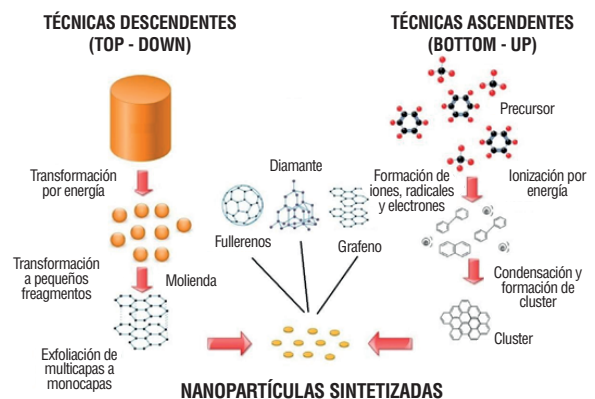 TÉCNICAS DESCENDENTES
(TOP - DOWN)
Transformación
por energía
Transformación
a pequeños
freagmentos
Molienda
Exfoliación de
multicapas a
monocapas
Diamante
Fullerenos
Grafeno
TÉCNICAS ASCENDENTES
(BOTTOM - UP)
Precursor
Formación de
iones, radicales
y electrones
Ionización por
energía
Condensación y
formación de
cluster
Cluster
NANOPARTÍCULAS SINTETIZADAS